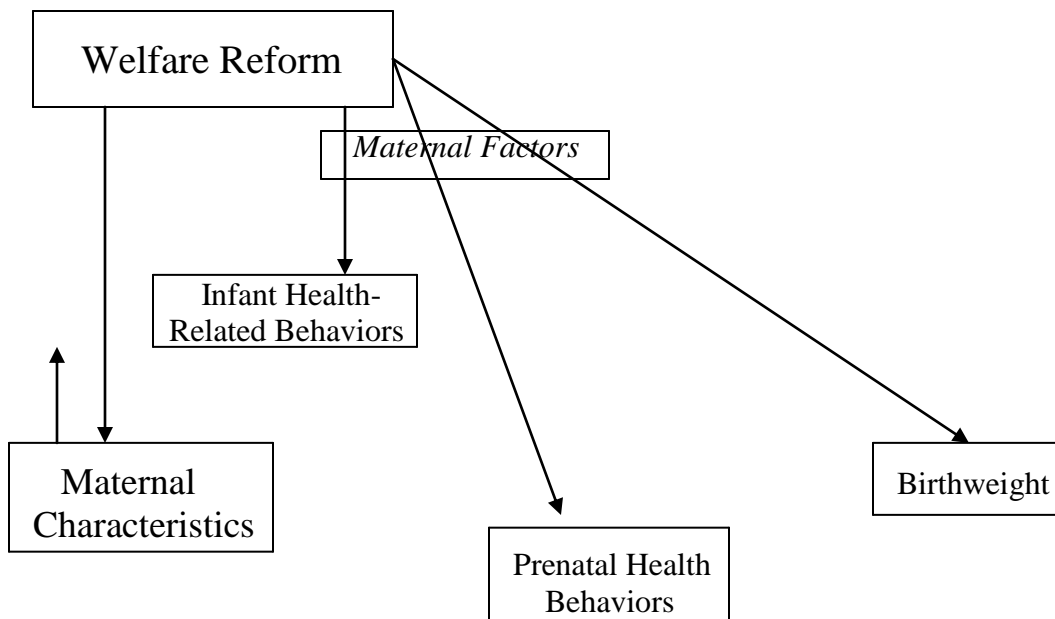 Welfare Reform
Maternal Factors
Infant Health-
Related Behaviors
Maternal
Characteristics
Birthweight
Prenatal Health
Behaviors